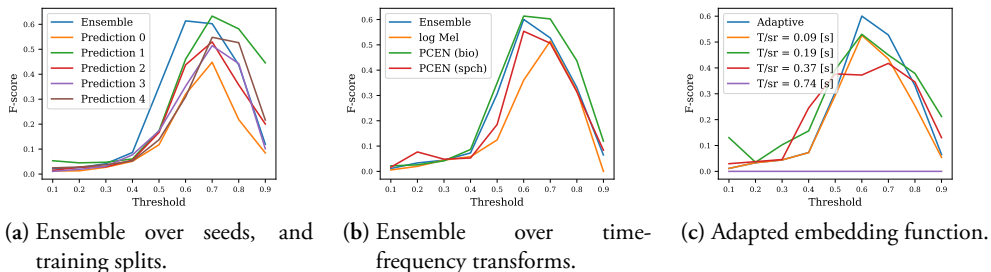 Ensemble
Prediction 0
Prediction 1
Prediction 2
Prediction 3
Prediction 4
F-score
0.6
0.5
0.4
0.3
0.2
0.1
0.0
0.1 0.2 0.3 0.4 0.5 0.6 0.7 0.8 0.9
Threshold
(a) Ensemble over seeds, and
training splits.
Ensemble
log Mel
PCEN (bio)
PCEN (spch)
F-score
0.6
0.5
0.4
0.3
0.2
0.1
0.0
0.1 0.2 0.3 0.4 0.5 0.6 0.7 0.8 0.9
Threshold
(b) Ensemble over time-
frequency transforms.
Adaptive
T/sr = 0.09 [s]
T/sr = 0.19 [s]
T/sr = 0.37 [s]
T/sr = 0.74 [s]
F-score
0.6
0.5
0.4
0.3
0.2
0.1
0.0
0.1 0.2 0.3 0.4 0.5 0.6 0.7 0.8 0.9
Threshold
(c) Adapted embedding function.